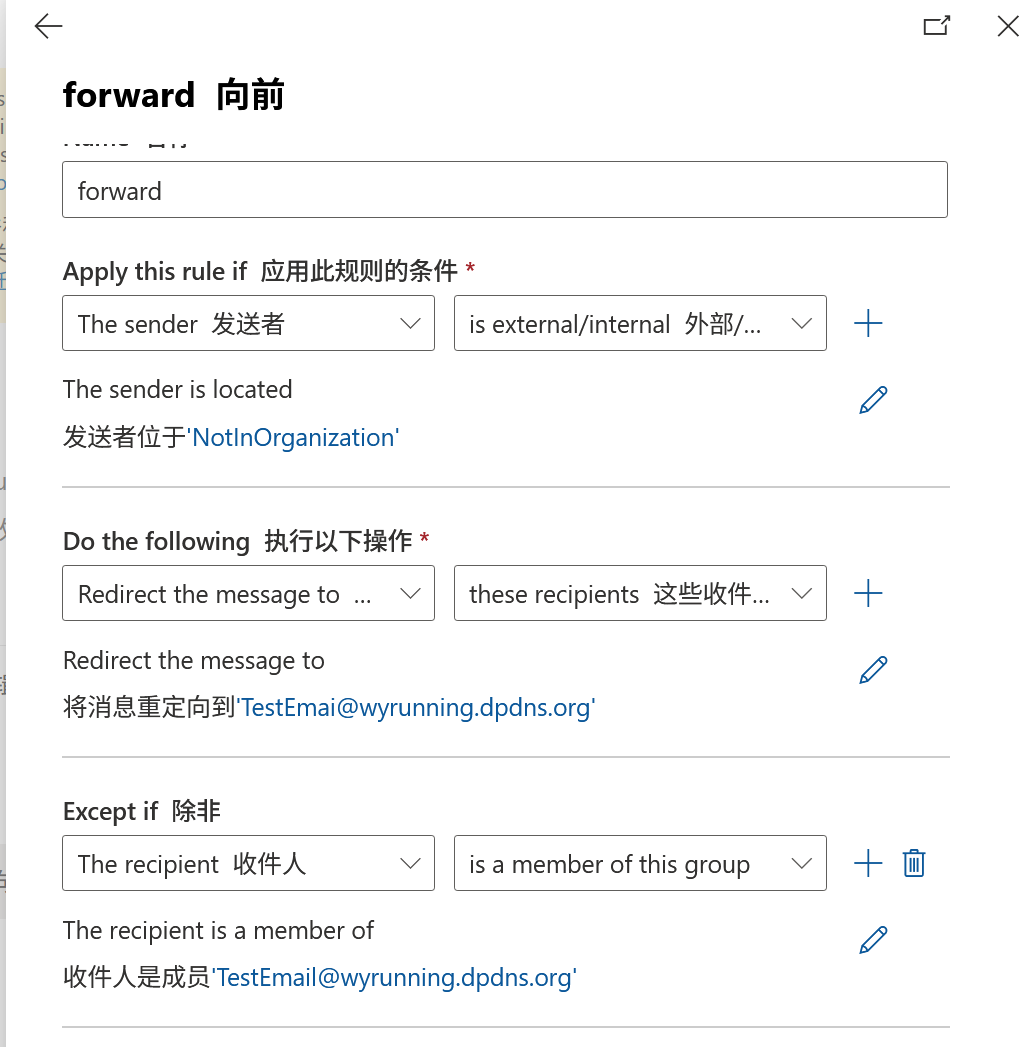 forward 向前
forward
Apply this rule if 应用此规则的条件 *
The sender 发送者
is external/internal 外部/...
The sender is located
发送者位于'NotInOrganization'
Do the following 执行以下操作 *
Redirect the message to ...
these recipients 这些收件...
Redirect the message to
将消息重定向到'TestEmai@wyrunning.dpdns.org'
Except if 除非
The recipient 收件人
is a member of this group
The recipient is a member of
收件人是成员'TestEmail@wyrunning.dpdns.org'